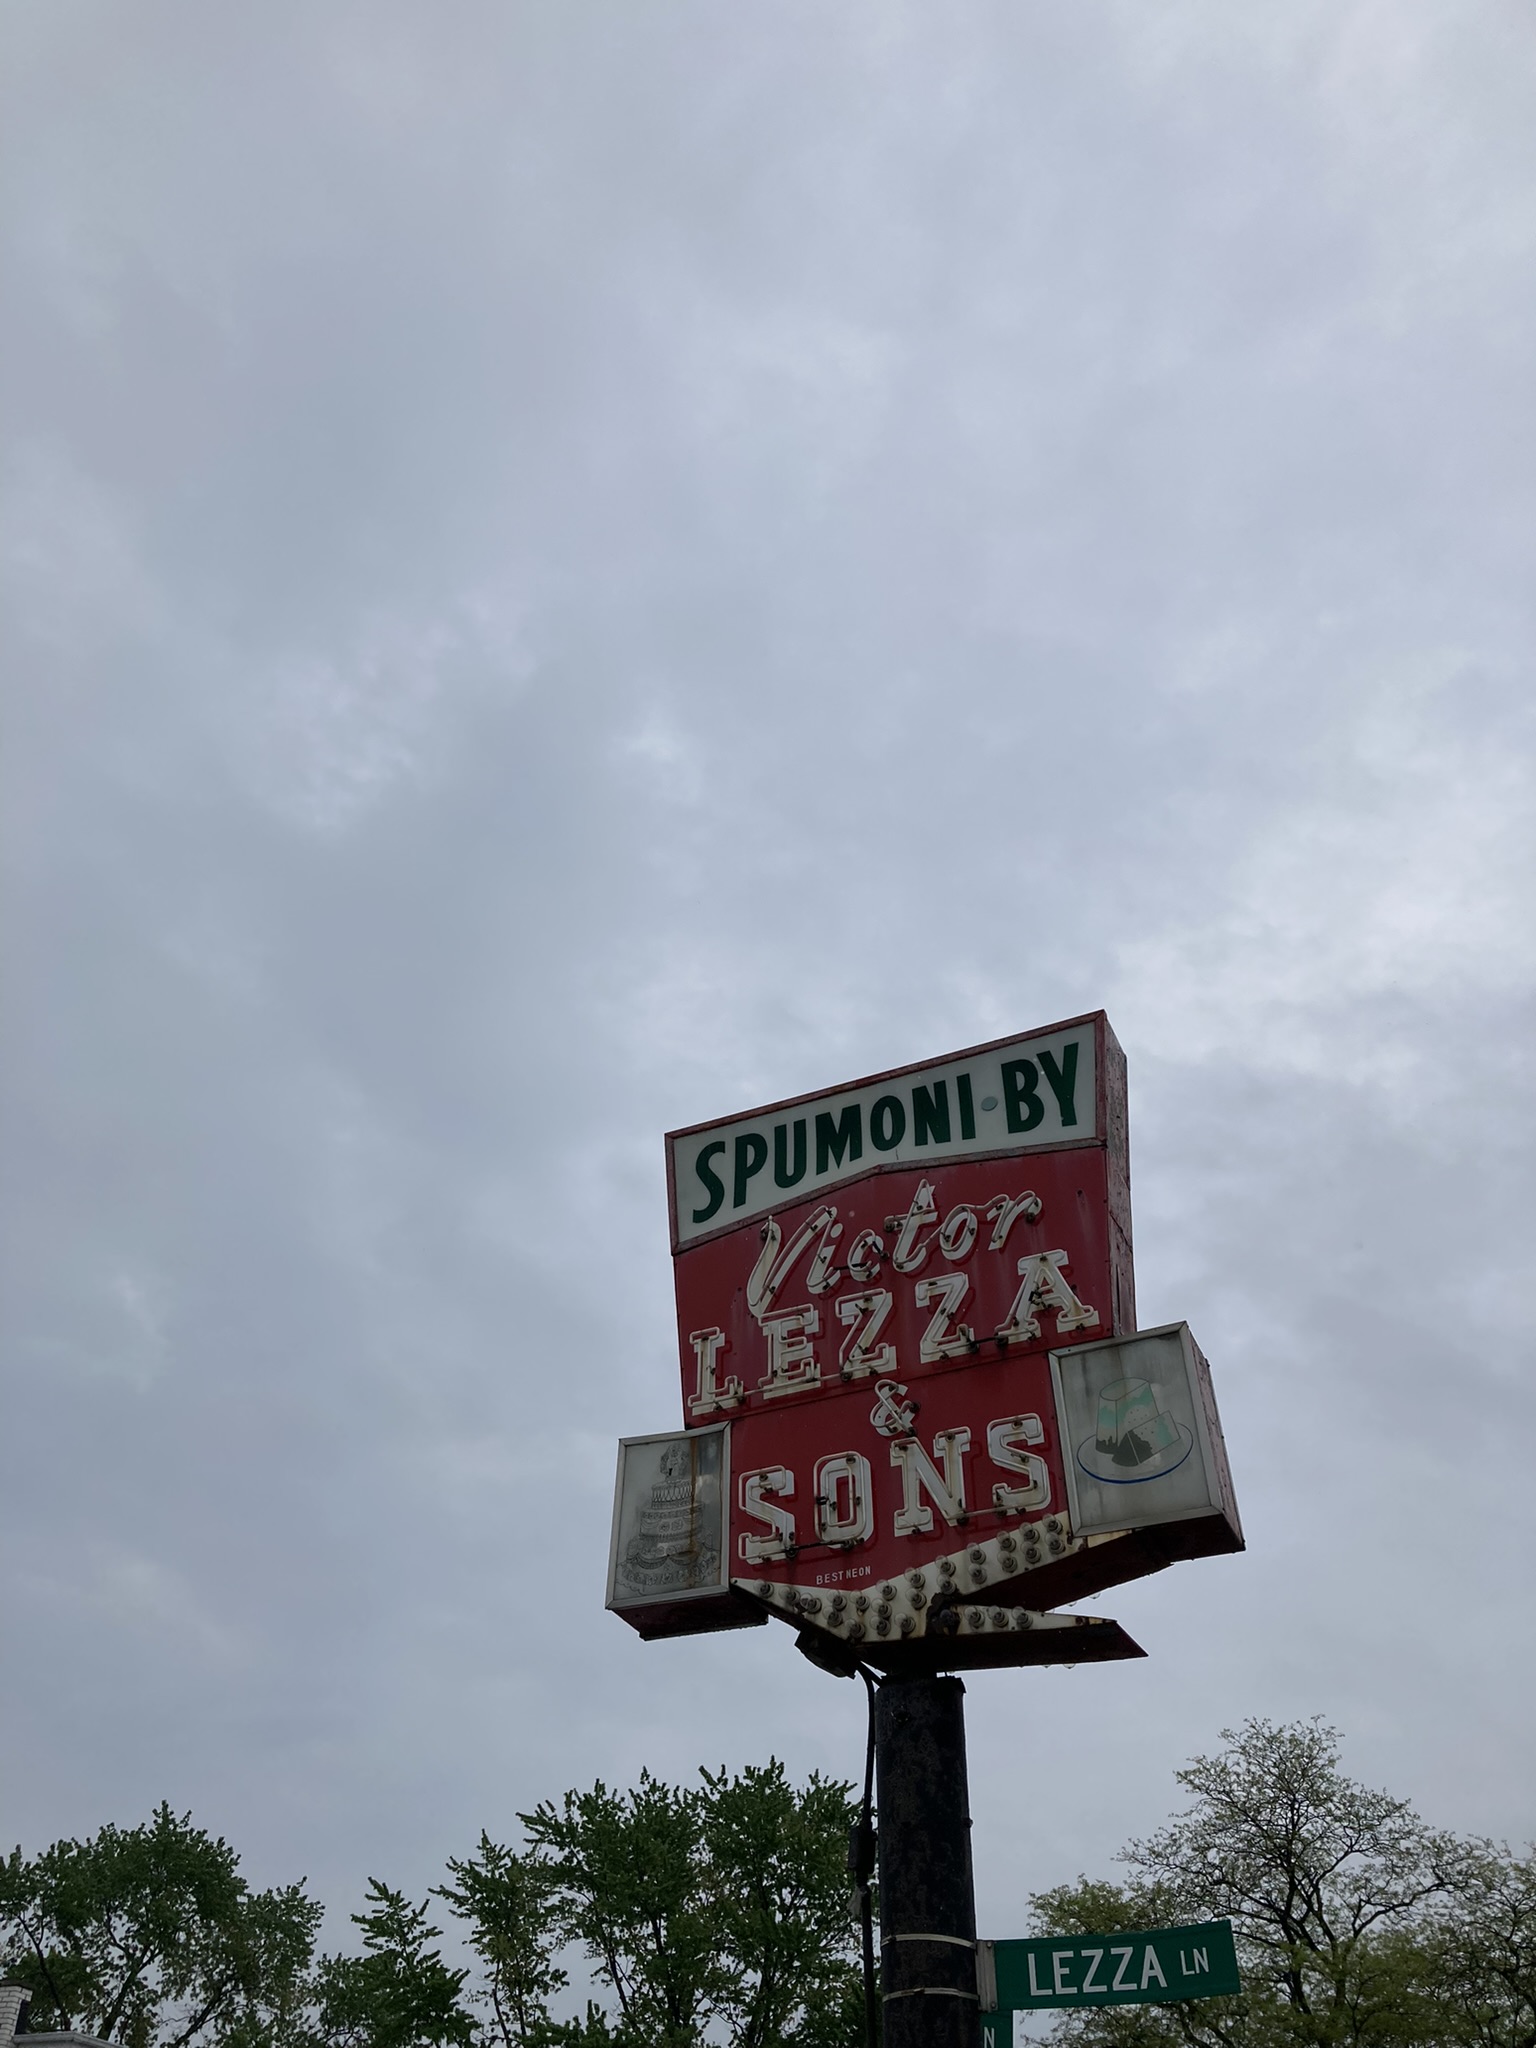 SPUMONI BY
Victor
LEZZA
&
SONS
BEST NEON
LEZZA LN
N